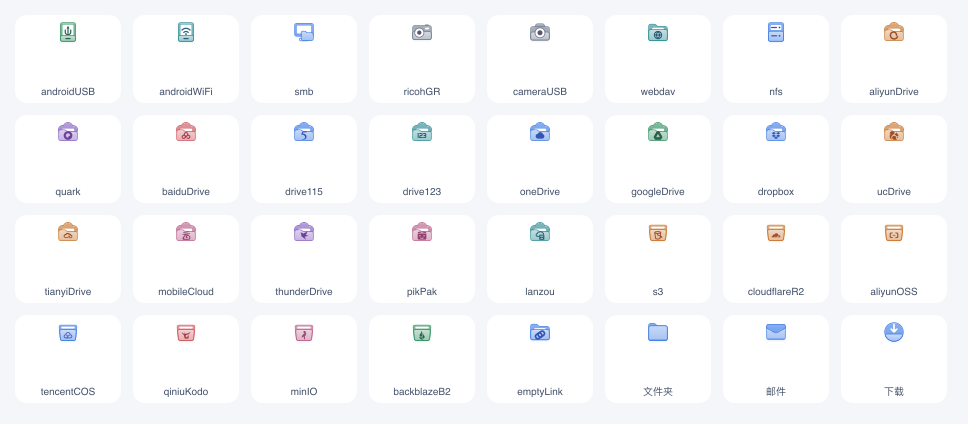 androidUSB
androidWiFi
smb
ricohGR
cameraUSB
webdav
nfs
aliyunDrive
quark
baiduDrive
drive115
123
drive123
oneDrive
googleDrive
dropbox
ucDrive
tianyiDrive
mobileCloud
thunderDrive
pikPak
lanzou
s3
cloudflareR2
aliyunOSS
tencentCOS
qiniuKodo
minIO
backblazeB2
emptyLink
文件夹
邮件
下载